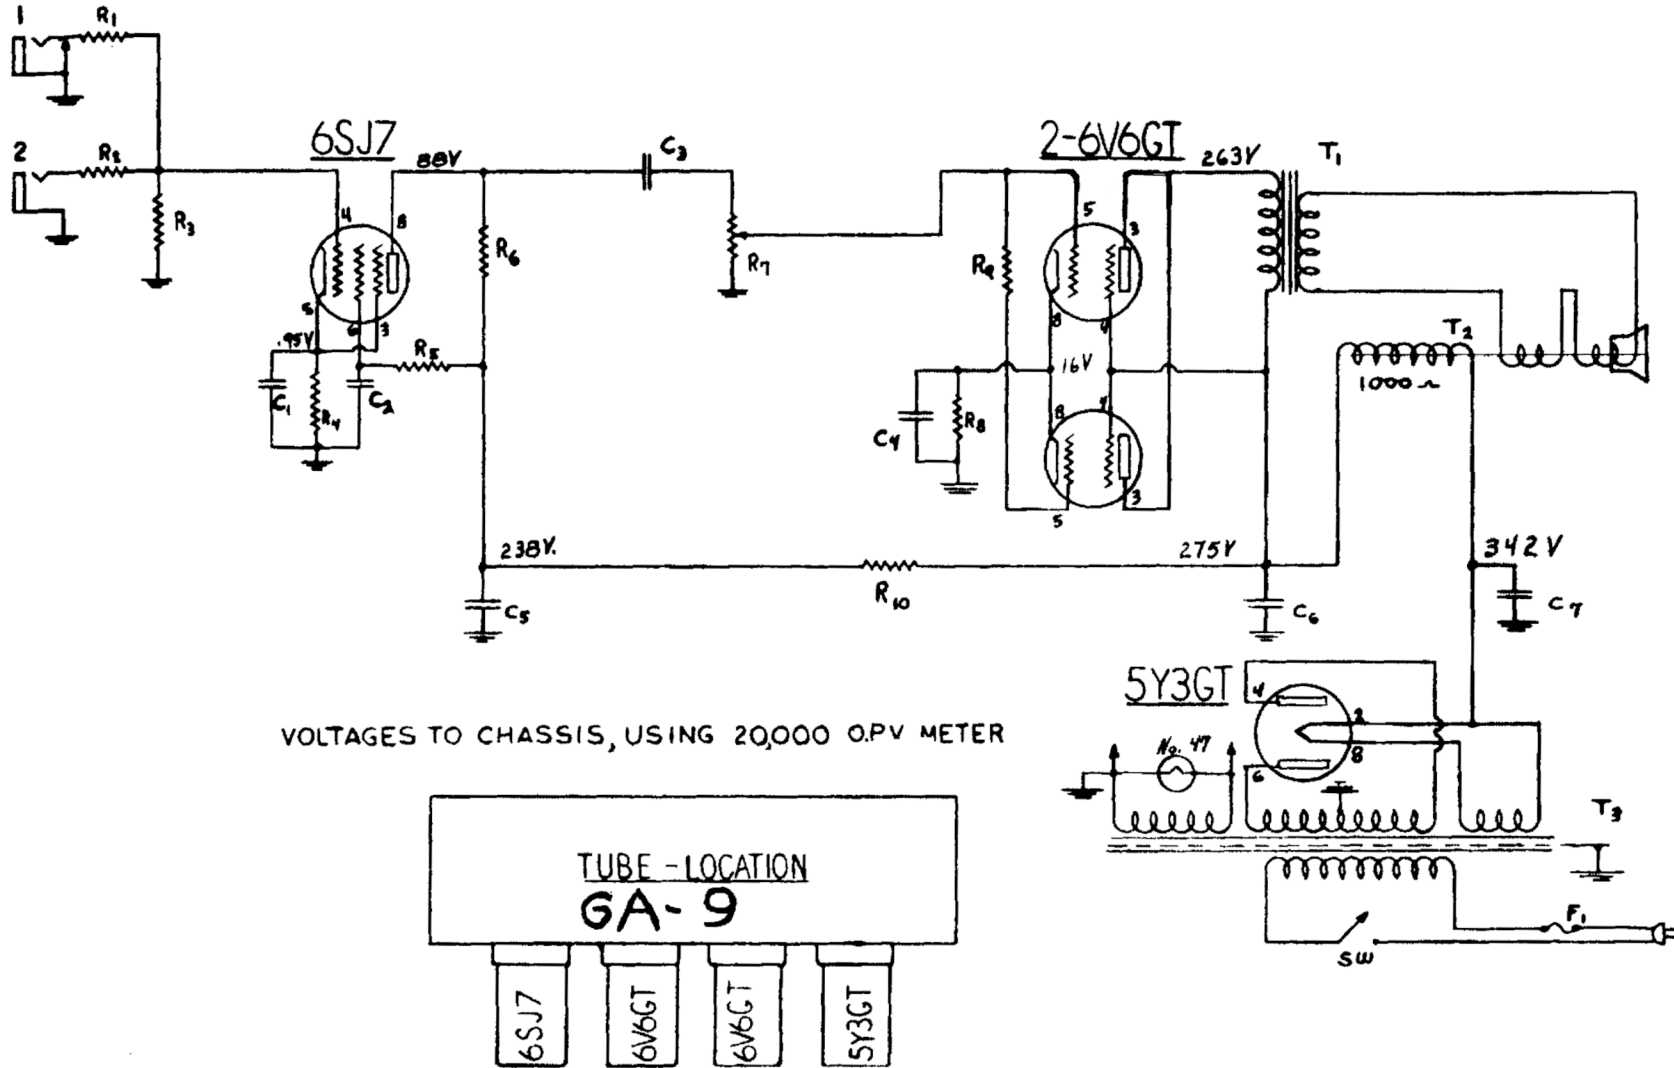 1
R1
2
R2
R3
6SJ7
88V
4
8
5
6
3
.95V
C1
R4
C2
R5
R6
C3
R7
2-6V6GT
263V
T1
5
3
R9
8
4
16V
C4
R8
8
4
5
3
T2
1000 ~
238V.
R10
275V
342V
C5
C6
C7
5Y3GT
4
2
8
6
No. 47
T3
F1
SW
VOLTAGES TO CHASSIS, USING 20,000 O.PV METER
TUBE - LOCATION
GA-9
6SJ7
6V6GT
6V6GT
5Y3GT